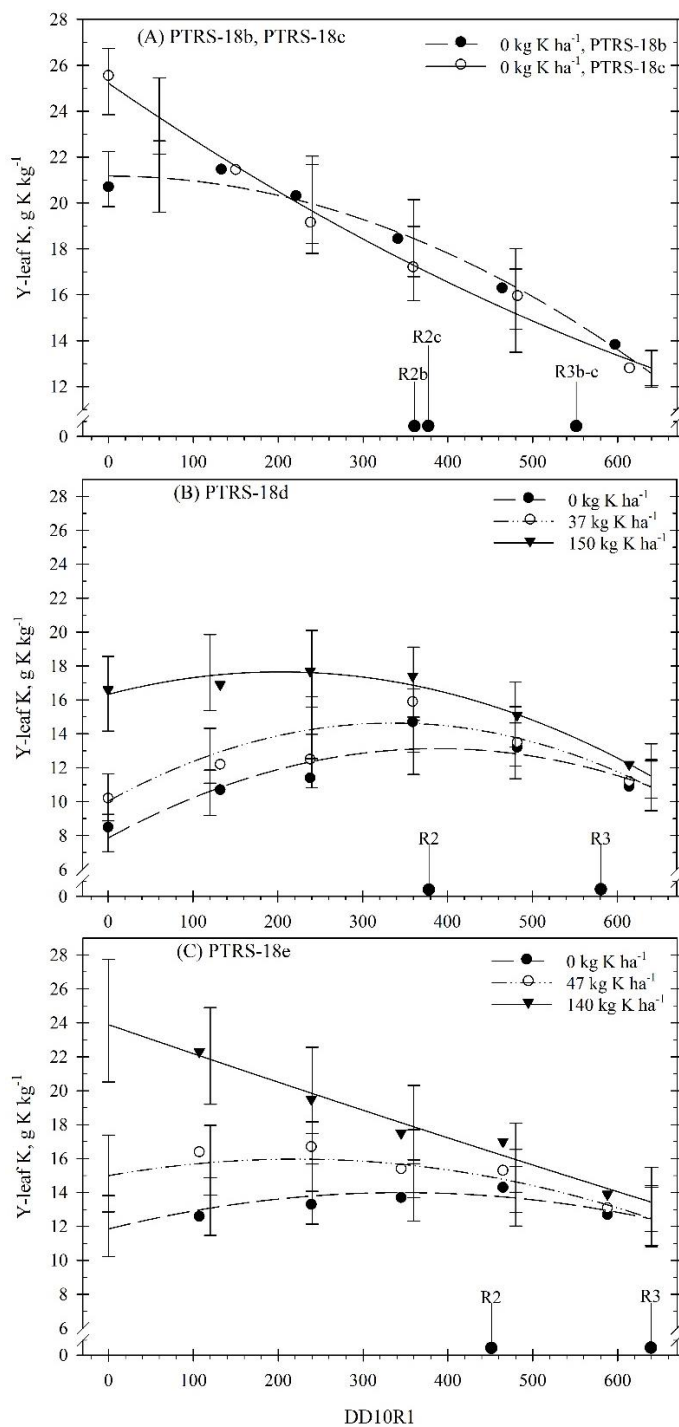 (A) PTRS-18b, PTRS-18c
0 kg K ha⁻¹, PTRS-18b
0 kg K ha⁻¹, PTRS-18c
28
26
24
22
20
18
16
14
12
0
Y-leaf K, g K kg⁻¹
R2c
R2b
R3b-c
0 100 200 300 400 500 600
(B) PTRS-18d
0 kg K ha⁻¹
37 kg K ha⁻¹
150 kg K ha⁻¹
28
26
24
22
20
18
16
14
12
10
8
6
0
Y-leaf K, g K kg⁻¹
R2 R3
0 100 200 300 400 500 600
(C) PTRS-18e
0 kg K ha⁻¹
47 kg K ha⁻¹
140 kg K ha⁻¹
28
26
24
22
20
18
16
14
12
10
8
6
0
Y-leaf K, g K kg⁻¹
R2 R3
0 100 200 300 400 500 600
DD10R1